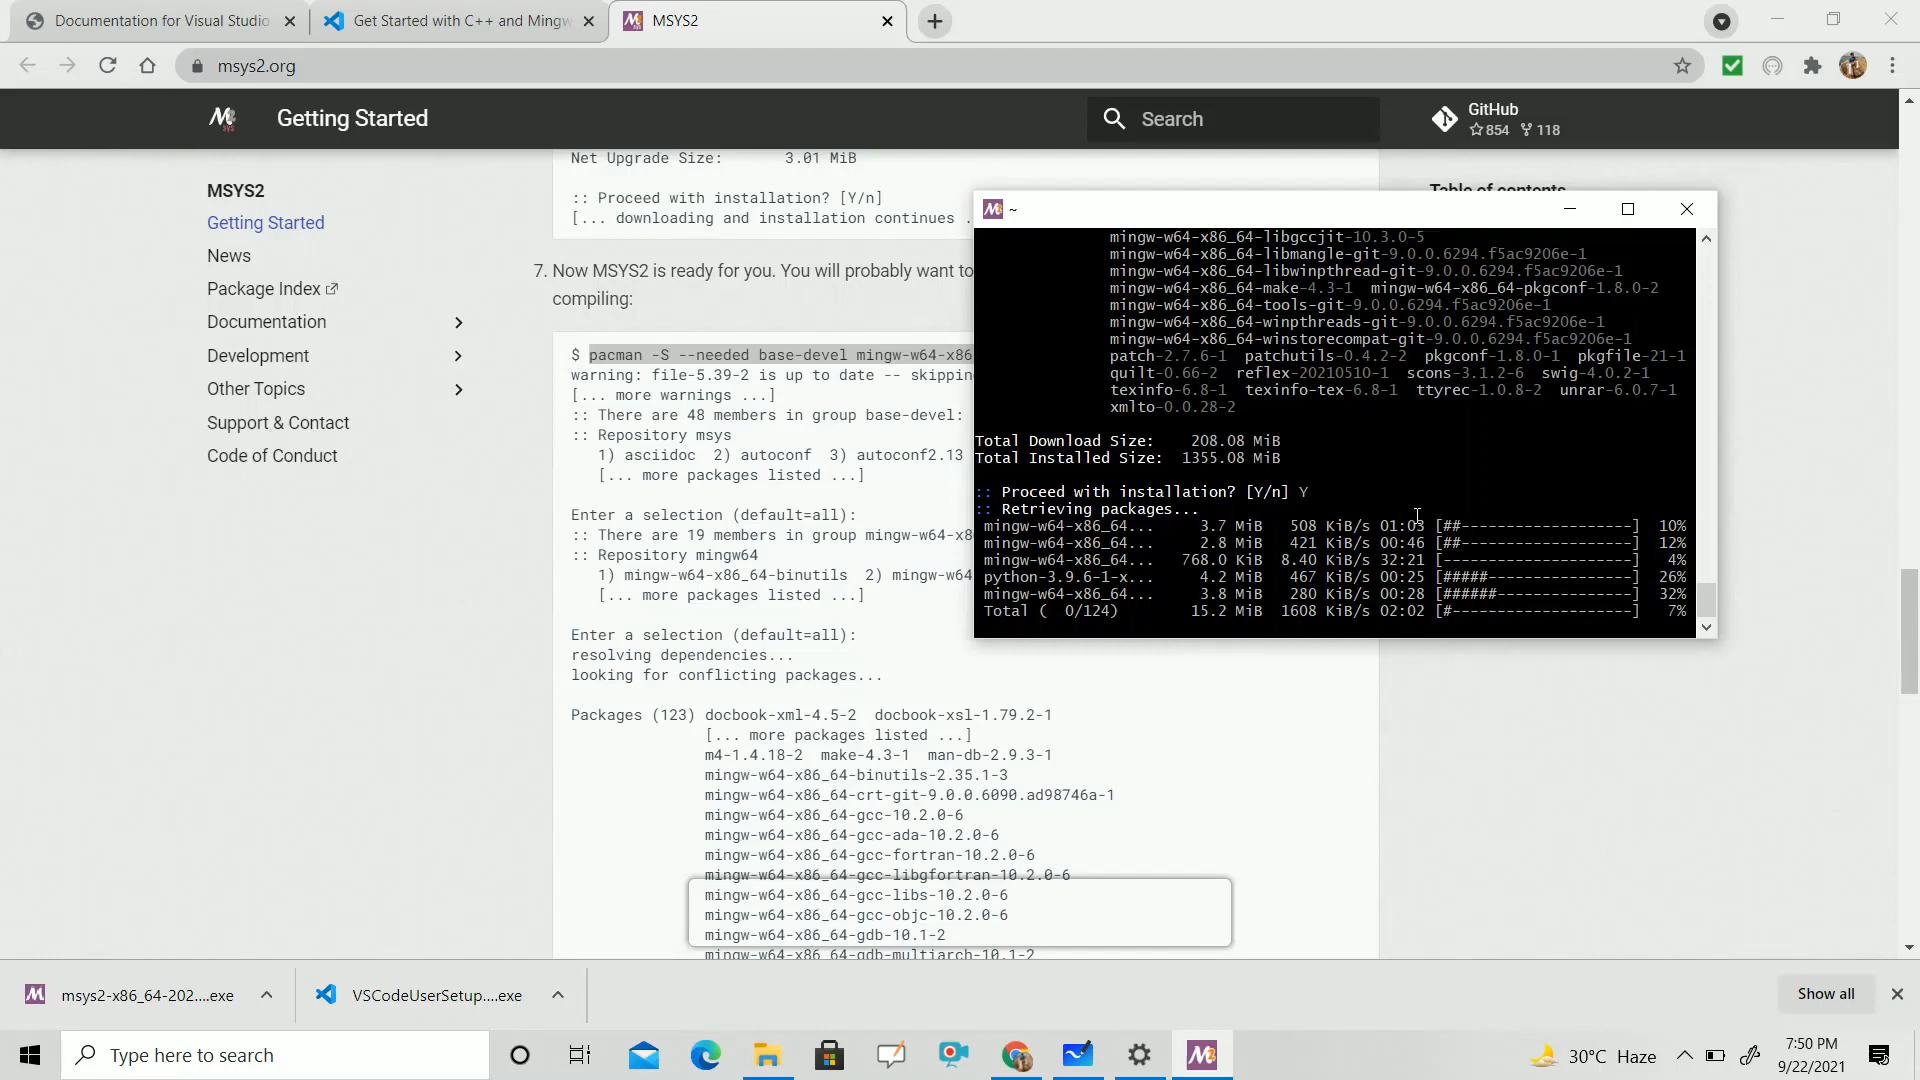 Documentation for Visual Studio
Get Started with C++ and Mingw
MSYS2
msys2.org
Getting Started
Search
GitHub
854 118
MSYS2
Getting Started
News
Package Index
Documentation
Development
Other Topics
Support & Contact
Code of Conduct
Net Upgrade Size: 3.01 MiB
:: Proceed with installation? [Y/n]
[... downloading and installation continues .
7. Now MSYS2 is ready for you. You will probably want to
compiling:
$ pacman -S --needed base-devel mingw-w64-x86
warning: file-5.39-2 is up to date -- skippin
[... more warnings ...]
:: There are 48 members in group base-devel:
:: Repository msys
1) asciidoc 2) autoconf 3) autoconf2.13
[... more packages listed ...]
Enter a selection (default=all):
:: There are 19 members in group mingw-w64-x8
:: Repository mingw64
1) mingw-w64-x86_64-binutils 2) mingw-w64
[... more packages listed ...]
Enter a selection (default=all):
resolving dependencies...
looking for conflicting packages...
Packages (123) docbook-xml-4.5-2 docbook-xsl-1.79.2-1
[... more packages listed ...]
m4-1.4.18-2 make-4.3-1 man-db-2.9.3-1
mingw-w64-x86_64-binutils-2.35.1-3
mingw-w64-x86_64-crt-git-9.0.0.6090.ad98746a-1
mingw-w64-x86_64-gcc-10.2.0-6
mingw-w64-x86_64-gcc-ada-10.2.0-6
mingw-w64-x86_64-gcc-fortran-10.2.0-6
mingw-w64-x86_64-gcc-libgfortran-10.2.0-6
mingw-w64-x86_64-gcc-libs-10.2.0-6
mingw-w64-x86_64-gcc-objc-10.2.0-6
mingw-w64-x86_64-gdb-10.1-2
mingw-w64-x86_64-gdb-multiarch-10.1-2
Table of contents
~
mingw-w64-x86_64-libgccjit-10.3.0-5
mingw-w64-x86_64-libmangle-git-9.0.0.6294.f5ac9206e-1
mingw-w64-x86_64-libwinpthread-git-9.0.0.6294.f5ac9206e-1
mingw-w64-x86_64-make-4.3-1 mingw-w64-x86_64-pkgconf-1.8.0-2
mingw-w64-x86_64-tools-git-9.0.0.6294.f5ac9206e-1
mingw-w64-x86_64-winpthreads-git-9.0.0.6294.f5ac9206e-1
mingw-w64-x86_64-winstorecompat-git-9.0.0.6294.f5ac9206e-1
patch-2.7.6-1 patchutils-0.4.2-2 pkgconf-1.8.0-1 pkgfile-21-1
quilt-0.66-2 reflex-20210510-1 scons-3.1.2-6 swig-4.0.2-1
texinfo-6.8-1 texinfo-tex-6.8-1 ttyrec-1.0.8-2 unrar-6.0.7-1
xmlto-0.0.28-2
Total Download Size: 208.08 MiB
Total Installed Size: 1355.08 MiB
:: Proceed with installation? [Y/n] Y
:: Retrieving packages...
mingw-w64-x86_64... 3.7 MiB 508 KiB/s 01:03 [##-------------------] 10%
mingw-w64-x86_64... 2.8 MiB 421 KiB/s 00:46 [##-------------------] 12%
mingw-w64-x86_64... 768.0 KiB 8.40 KiB/s 32:21 [---------------------] 4%
python-3.9.6-1-x... 4.2 MiB 467 KiB/s 00:25 [#####----------------] 26%
mingw-w64-x86_64... 3.8 MiB 280 KiB/s 00:28 [######---------------] 32%
Total ( 0/124) 15.2 MiB 1608 KiB/s 02:02 [#--------------------] 7%
msys2-x86_64-202....exe
VSCodeUserSetup....exe
Show all
Type here to search
30°C Haze
7:50 PM
9/22/2021